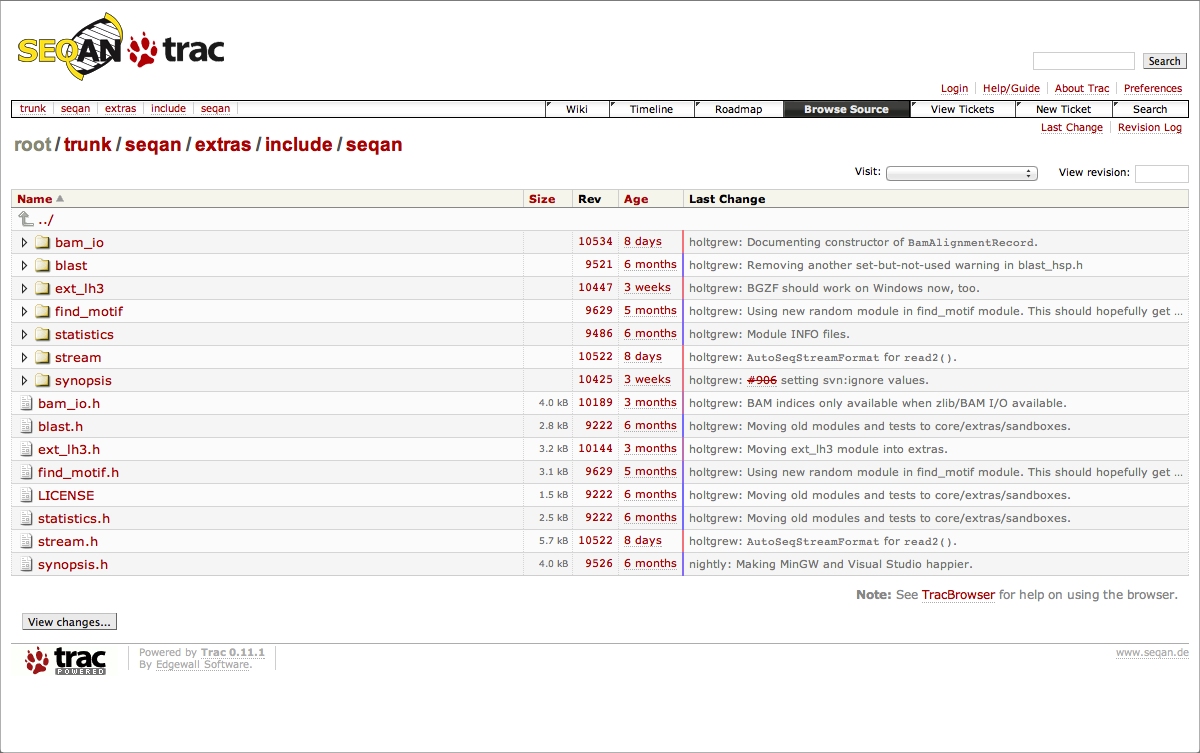 SEQAN trac
Search
Login Help/Guide About Trac Preferences
trunk seqan extras include seqan Wiki Timeline Roadmap Browse Source View Tickets New Ticket Search
Last Change Revision Log
root / trunk / seqan / extras / include / seqan
Visit: View revision:
Name Size Rev Age Last Change
../
bam_io 10534 8 days holtgrew: Documenting constructor of BamAlignmentRecord.
blast 9521 6 months holtgrew: Removing another set-but-not-used warning in blast_hsp.h
ext_lh3 10447 3 weeks holtgrew: BGZF should work on Windows now, too.
find_motif 9629 5 months holtgrew: Using new random module in find_motif module. This should hopefully get ...
statistics 9486 6 months holtgrew: Module INFO files.
stream 10522 8 days holtgrew: AutoSeqStreamFormat for read2().
synopsis 10425 3 weeks holtgrew: #906 setting svn:ignore values.
bam_io.h 4.0 kB 10189 3 months holtgrew: BAM indices only available when zlib/BAM I/O available.
blast.h 2.8 kB 9222 6 months holtgrew: Moving old modules and tests to core/extras/sandboxes.
ext_lh3.h 3.2 kB 10144 3 months holtgrew: Moving ext_lh3 module into extras.
find_motif.h 3.1 kB 9629 5 months holtgrew: Using new random module in find_motif module. This should hopefully get ...
LICENSE 1.5 kB 9222 6 months holtgrew: Moving old modules and tests to core/extras/sandboxes.
statistics.h 2.5 kB 9222 6 months holtgrew: Moving old modules and tests to core/extras/sandboxes.
stream.h 5.7 kB 10522 8 days holtgrew: AutoSeqStreamFormat for read2().
synopsis.h 4.0 kB 9526 6 months nightly: Making MinGW and Visual Studio happier.
Note: See TracBrowser for help on using the browser.
View changes...
trac POWERED
Powered by Trac 0.11.1
By Edgewall Software.
www.seqan.de